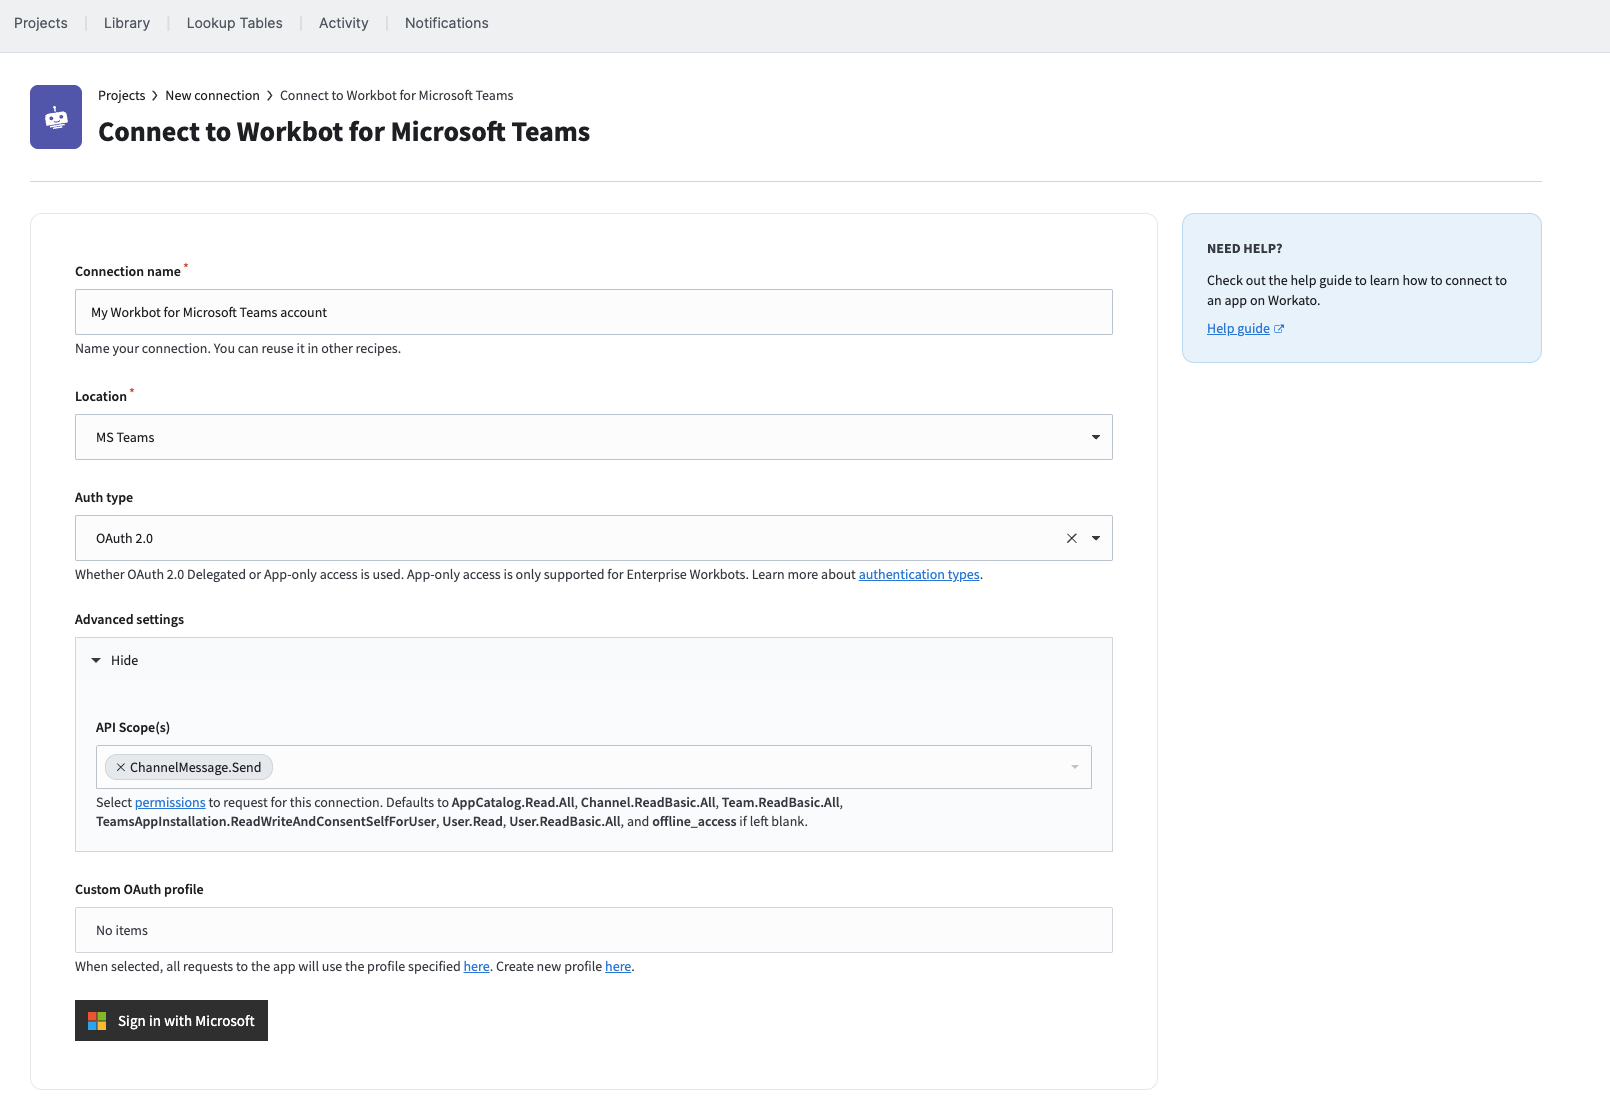 Projects
Library
Lookup Tables
Activity
Notifications
Projects
New connection
Connect to Workbot for Microsoft Teams
Connect to Workbot for Microsoft Teams
Connection name *
My Workbot for Microsoft Teams account
Name your connection. You can reuse it in other recipes.
Location *
MS Teams
Auth type
OAuth 2.0
Whether OAuth 2.0 Delegated or App-only access is used. App-only access is only supported for Enterprise Workbots. Learn more about authentication types.
Advanced settings
Hide
API Scope(s)
ChannelMessage.Send
Select permissions to request for this connection. Defaults to AppCatalog.Read.All, Channel.ReadBasic.All, Team.ReadBasic.All,
TeamsAppInstallation.ReadWriteAndConsentSelfForUser, User.Read, User.ReadBasic.All, and offline_access if left blank.
Custom OAuth profile
No items
When selected, all requests to the app will use the profile specified here. Create new profile here.
Sign in with Microsoft
NEED HELP?
Check out the help guide to learn how to connect to
an app on Workato.
Help guide